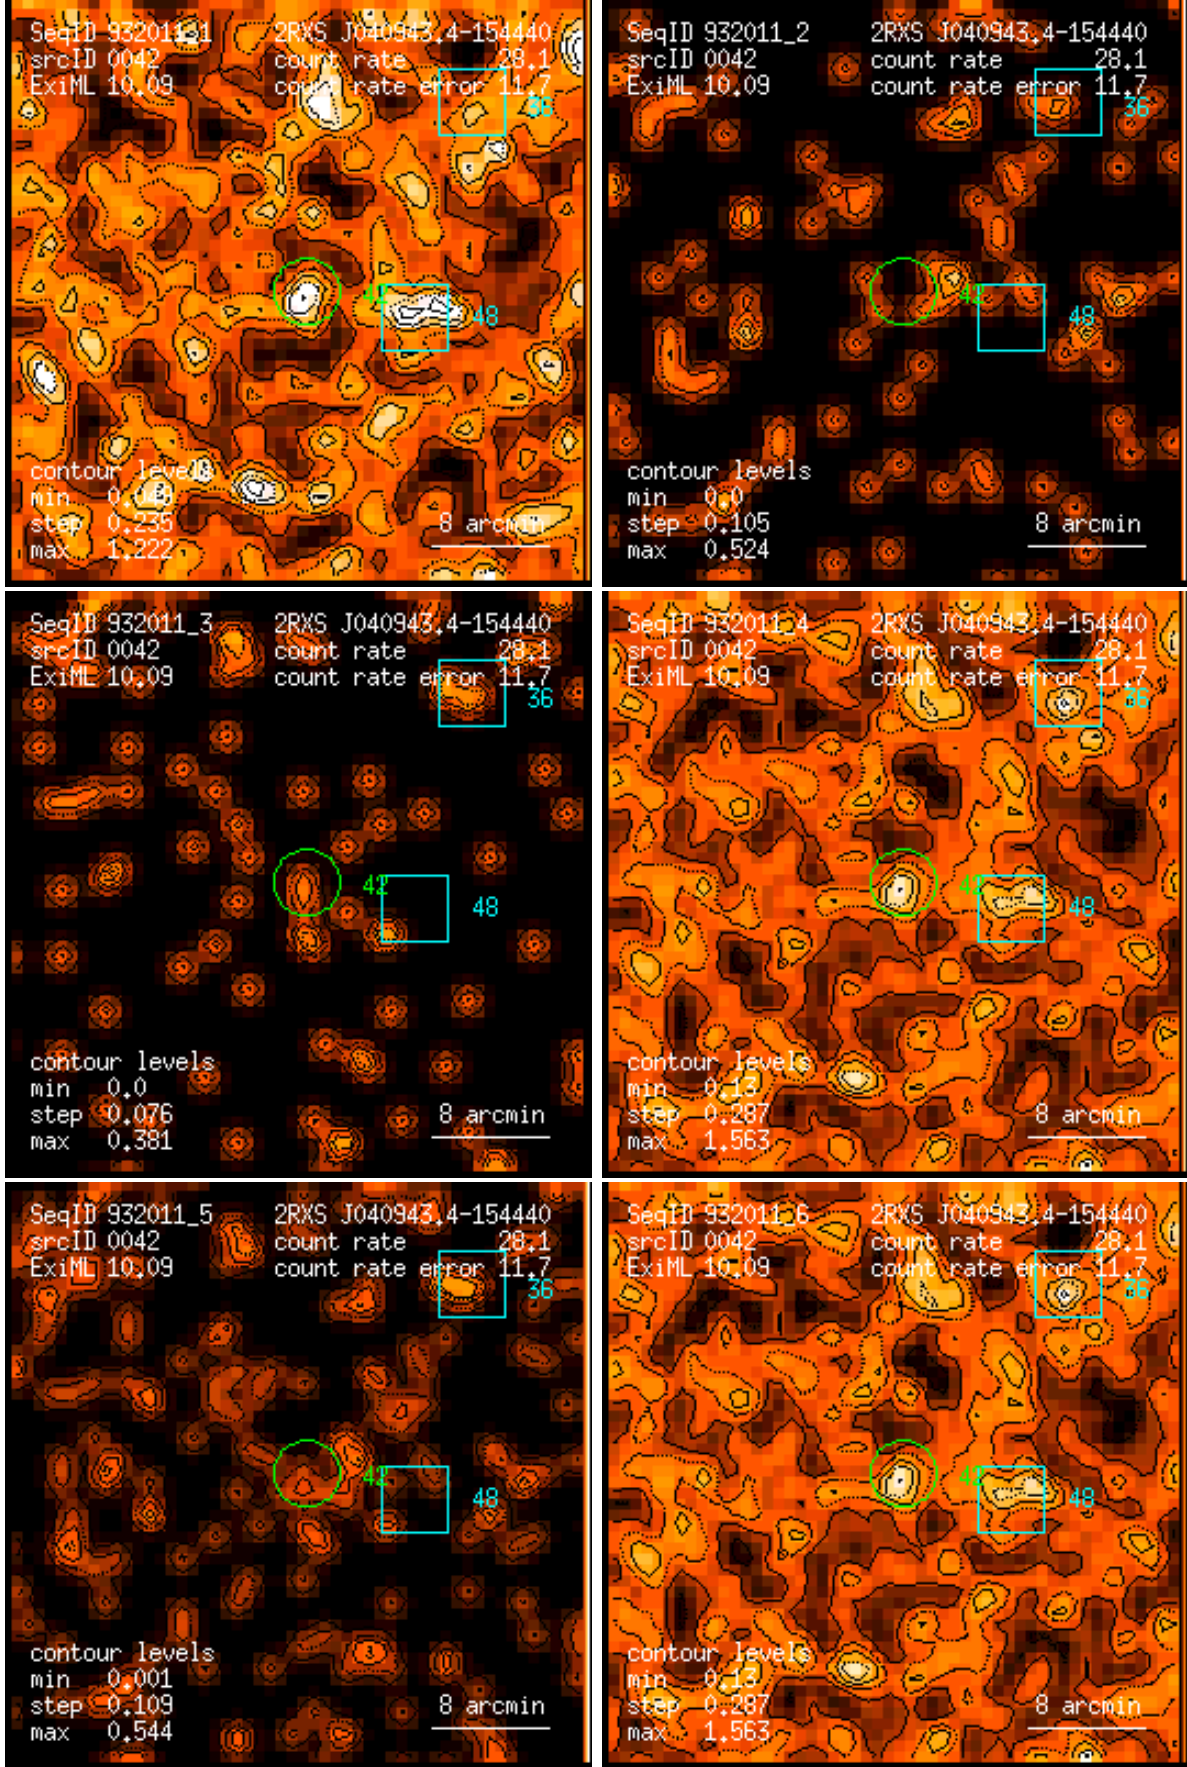 SeqID 932011_1 2RXS J040943.4-154440
srcID 0042 count rate 28.1
ExiML 10.09 count rate error 11.7
36
42
48
contour levels
min
step 0.235
max 1.222
8 arcmin
SeqID 932011_2 2RXS J040943.4-154440
srcID 0042 count rate 28.1
ExiML 10.09 count rate error 11.7
36
42
48
contour levels
min 0.0
step 0.105
max 0.524
8 arcmin
SeqID 932011_3 2RXS J040943.4-154440
srcID 0042 count rate 28.1
ExiML 10.09 count rate error 11.7
36
42
48
contour levels
min 0.0
step 0.076
max 0.381
8 arcmin
SeqID 932011_4 2RXS J040943.4-154440
srcID 0042 count rate 28.1
ExiML 10.09 count rate error 11.7
36
42
48
contour levels
min 0.13
step 0.287
max 1.563
8 arcmin
SeqID 932011_5 2RXS J040943.4-154440
srcID 0042 count rate 28.1
ExiML 10.09 count rate error 11.7
36
42
48
contour levels
min 0.001
step 0.109
max 0.544
8 arcmin
SeqID 932011_6 2RXS J040943.4-154440
srcID 0042 count rate 28.1
ExiML 10.09 count rate error 11.7
36
42
48
contour levels
min 0.13
step 0.287
max 1.563
8 arcmin